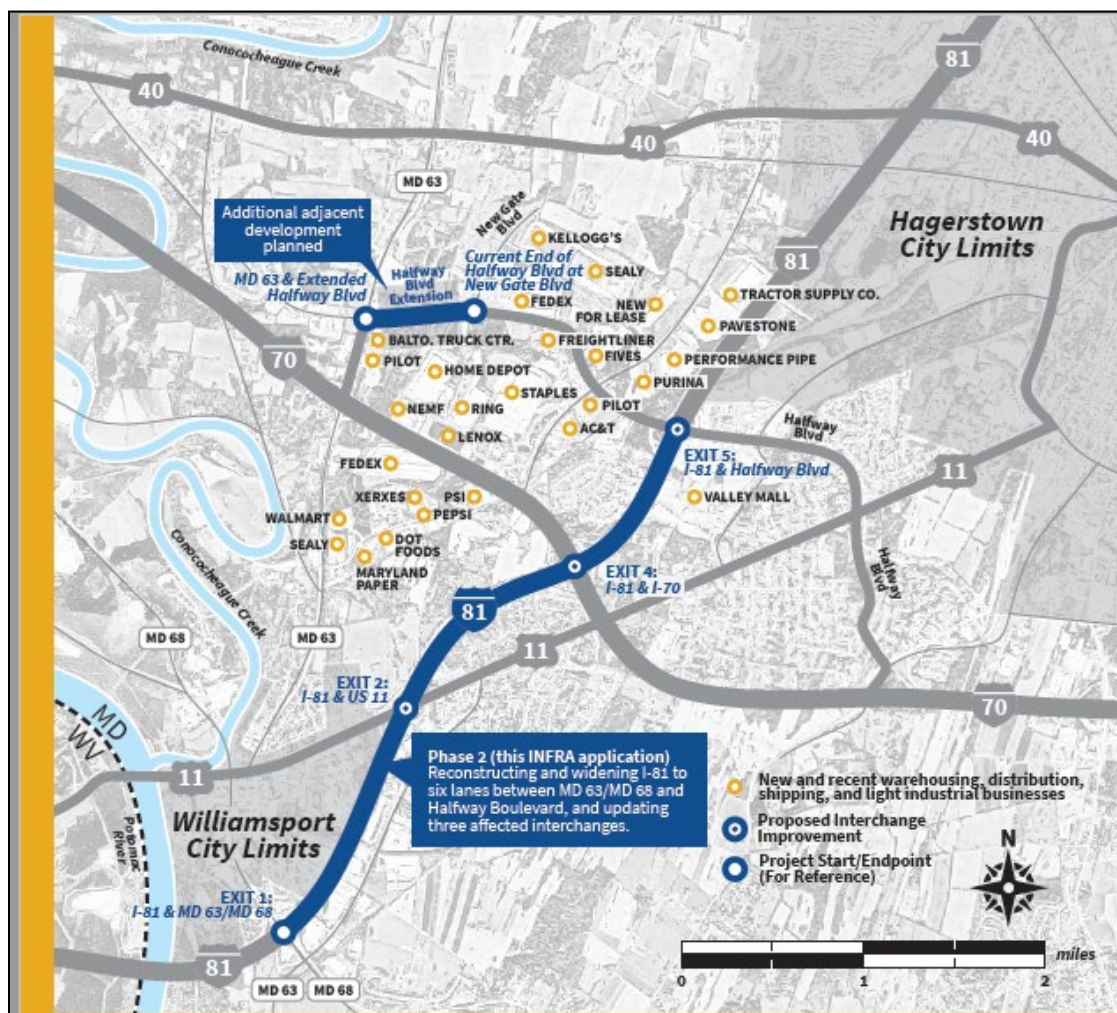 Conococheague Creek
81
40
40
40
MD 63
New Gate
Blvd
Hagerstown
City Limits
Additional adjacent
development
planned
KELLOGG'S
Current End of
Halfway Blvd at
New Gate Blvd
81
MD 63 & Extended
Halfway Blvd
Halfway
Blvd
Extension
SEALY
FEDEX
NEW
FOR LEASE
TRACTOR SUPPLY CO.
PAVESTONE
BALTO. TRUCK CTR.
FREIGHTLINER
70
PILOT
FIVES
PERFORMANCE PIPE
HOME DEPOT
PURINA
STAPLES
NEMF
RING
PILOT
AC&T
Halfway
Blvd
LENOX
EXIT 5:
I-81 & Halfway Blvd
11
FEDEX
XERXES
PSI
VALLEY MALL
PEPSI
WALMART
SEALY
DOT
FOODS
MARYLAND
PAPER
Conococheague Creek
EXIT 4:
I-81 & I-70
Halfway
Blvd
81
MD 68
MD 63
11
EXIT 2:
I-81 & US 11
70
MD
WV
11
Phase 2 (this INFRA application)
Reconstructing and widening I-81 to
six lanes between MD 63/MD 68 and
Halfway Boulevard, and updating
three affected interchanges.
New and recent warehousing, distribution,
shipping, and light industrial businesses
Proposed Interchange
Improvement
Project Start/Endpoint
(For Reference)
N
Williamsport
City Limits
Potomac
River
EXIT 1:
I-81 & MD 63/MD 68
81
MD 63
MD 68
miles
0
1
2